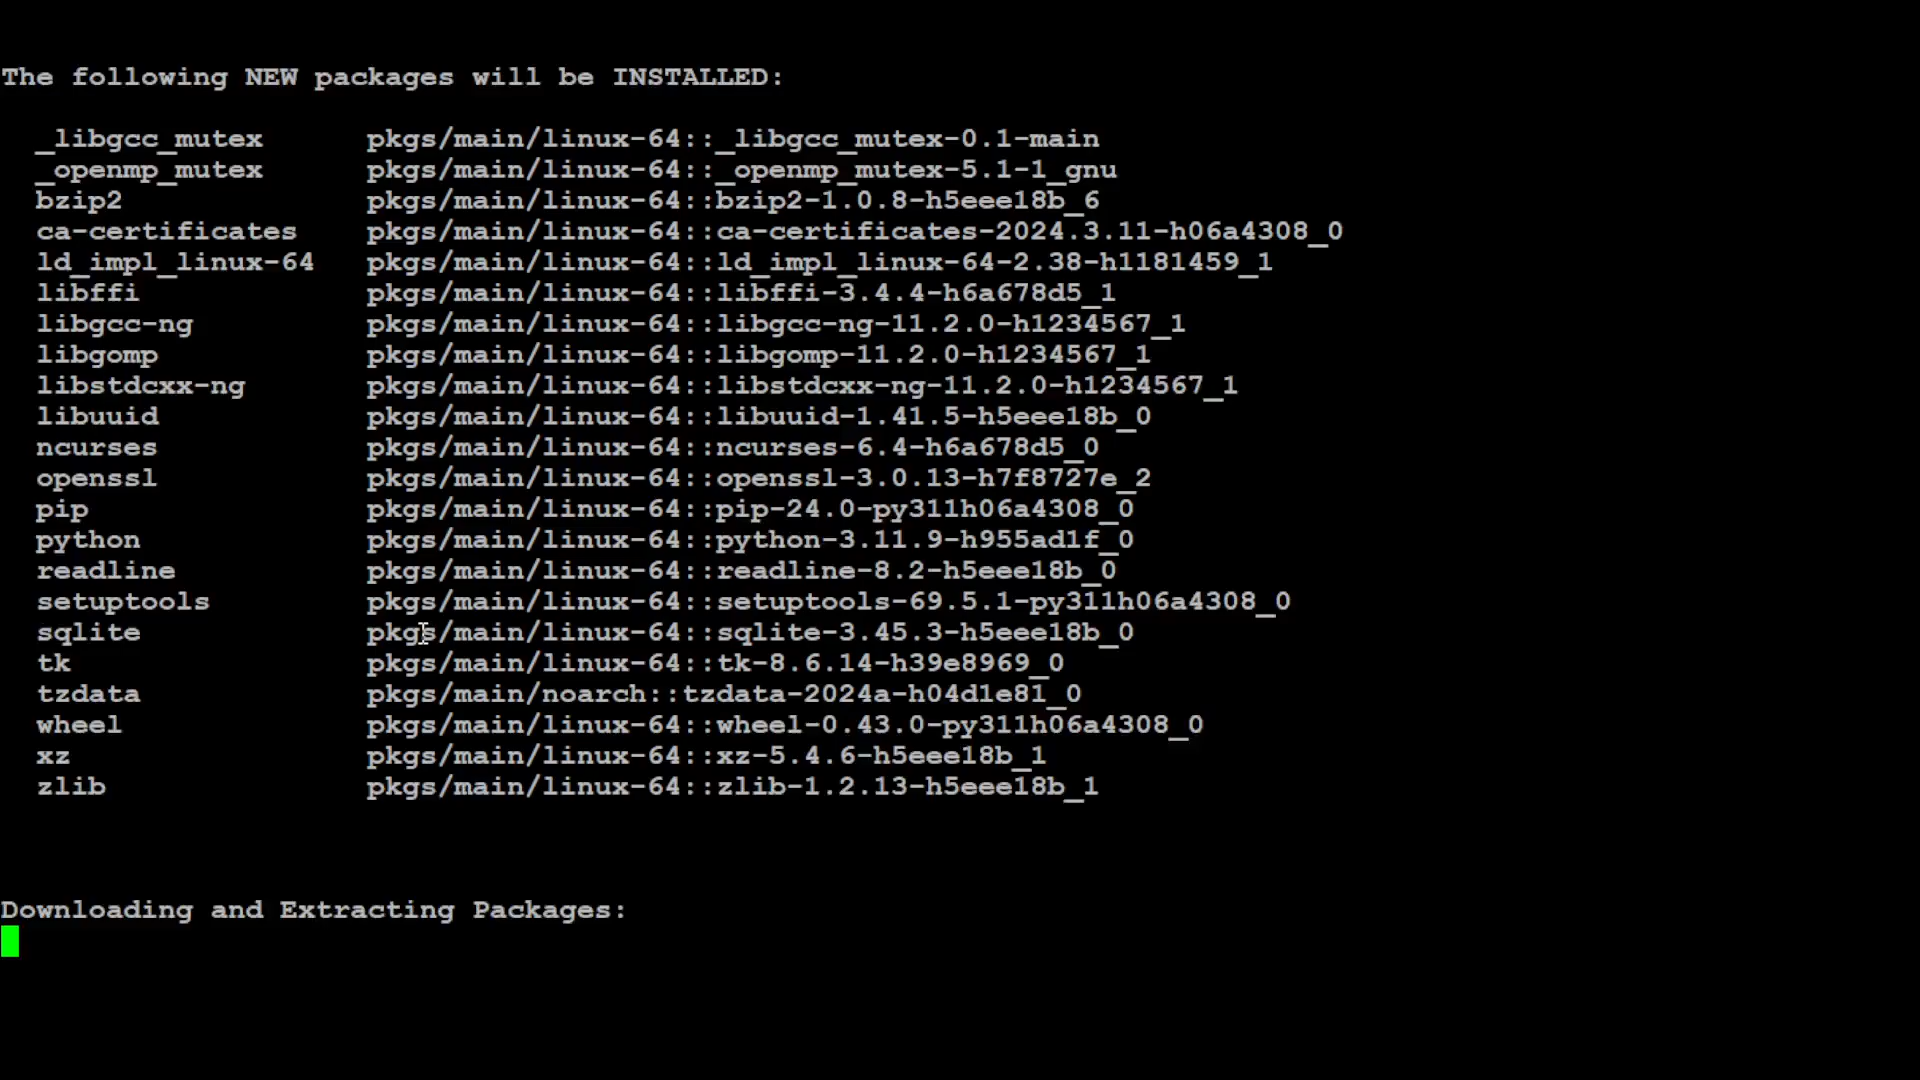 The following NEW packages will be INSTALLED:
_libgcc_mutex pkgs/main/linux-64::_libgcc_mutex-0.1-main
_openmp_mutex pkgs/main/linux-64::_openmp_mutex-5.1-1_gnu
bzip2 pkgs/main/linux-64::bzip2-1.0.8-h5eee18b_6
ca-certificates pkgs/main/linux-64::ca-certificates-2024.3.11-h06a4308_0
ld_impl_linux-64 pkgs/main/linux-64::ld_impl_linux-64-2.38-h1181459_1
libffi pkgs/main/linux-64::libffi-3.4.4-h6a678d5_1
libgcc-ng pkgs/main/linux-64::libgcc-ng-11.2.0-h1234567_1
libgomp pkgs/main/linux-64::libgomp-11.2.0-h1234567_1
libstdcxx-ng pkgs/main/linux-64::libstdcxx-ng-11.2.0-h1234567_1
libuuid pkgs/main/linux-64::libuuid-1.41.5-h5eee18b_0
ncurses pkgs/main/linux-64::ncurses-6.4-h6a678d5_0
openssl pkgs/main/linux-64::openssl-3.0.13-h7f8727e_2
pip pkgs/main/linux-64::pip-24.0-py311h06a4308_0
python pkgs/main/linux-64::python-3.11.9-h955ad1f_0
readline pkgs/main/linux-64::readline-8.2-h5eee18b_0
setuptools pkgs/main/linux-64::setuptools-69.5.1-py311h06a4308_0
sqlite pkgs/main/linux-64::sqlite-3.45.3-h5eee18b_0
tk pkgs/main/linux-64::tk-8.6.14-h39e8969_0
tzdata pkgs/main/noarch::tzdata-2024a-h04d1e81_0
wheel pkgs/main/linux-64::wheel-0.43.0-py311h06a4308_0
xz pkgs/main/linux-64::xz-5.4.6-h5eee18b_1
zlib pkgs/main/linux-64::zlib-1.2.13-h5eee18b_1
Downloading and Extracting Packages: